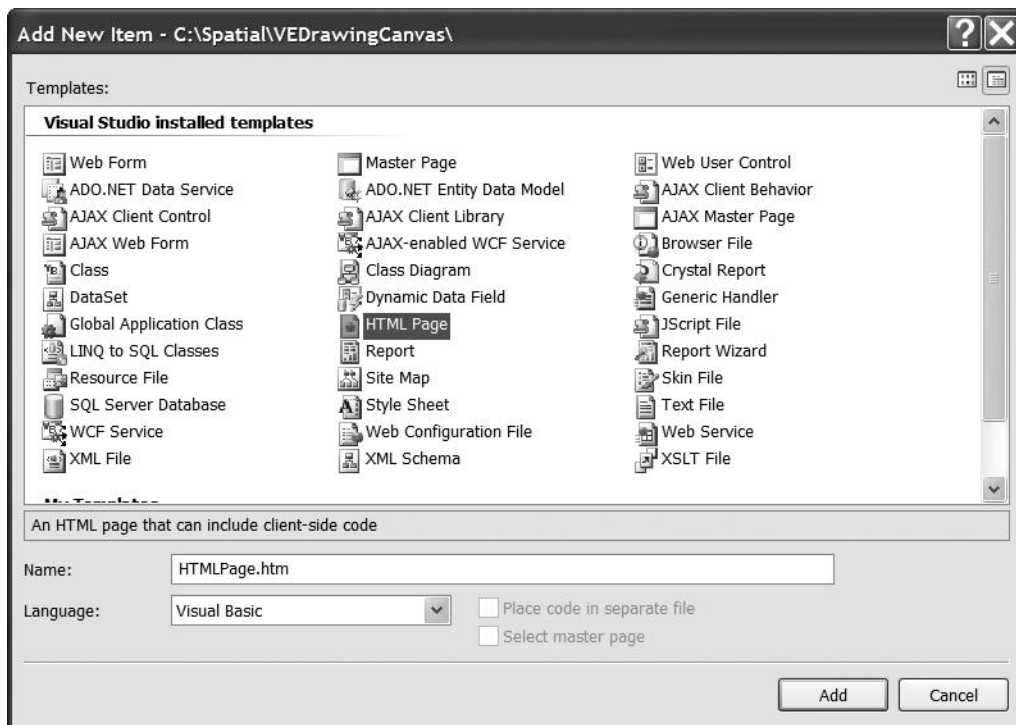 Add New Item - C:\Spatial\VEDrawingCanvas\
Templates:
Visual Studio installed templates
Web Form Master Page Web User Control
ADO.NET Data Service ADO.NET Entity Data Model AJAX Client Behavior
AJAX Client Control AJAX Client Library AJAX Master Page
AJAX Web Form AJAX-enabled WCF Service Browser File
Class Class Diagram Crystal Report
DataSet Dynamic Data Field Generic Handler
Global Application Class HTML Page JScript File
LINQ to SQL Classes Report Report Wizard
Resource File Site Map Skin File
SQL Server Database Style Sheet Text File
WCF Service Web Configuration File Web Service
XML File XML Schema XSLT File
My Templates
An HTML page that can include client-side code
Name: HTMLPage.htm
Language: Visual Basic Place code in separate file
Select master page
Add Cancel